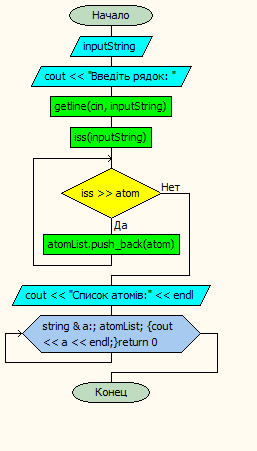 Начало
inputString
cout << "Введіть рядок: "
getline(cin, inputString)
iss(inputString)
iss >> atom
Нет
Да
atomList.push_back(atom)
cout << "Список атомів:" << endl
string & a:; atomList; {cout
<< a << endl;}return 0
Конец